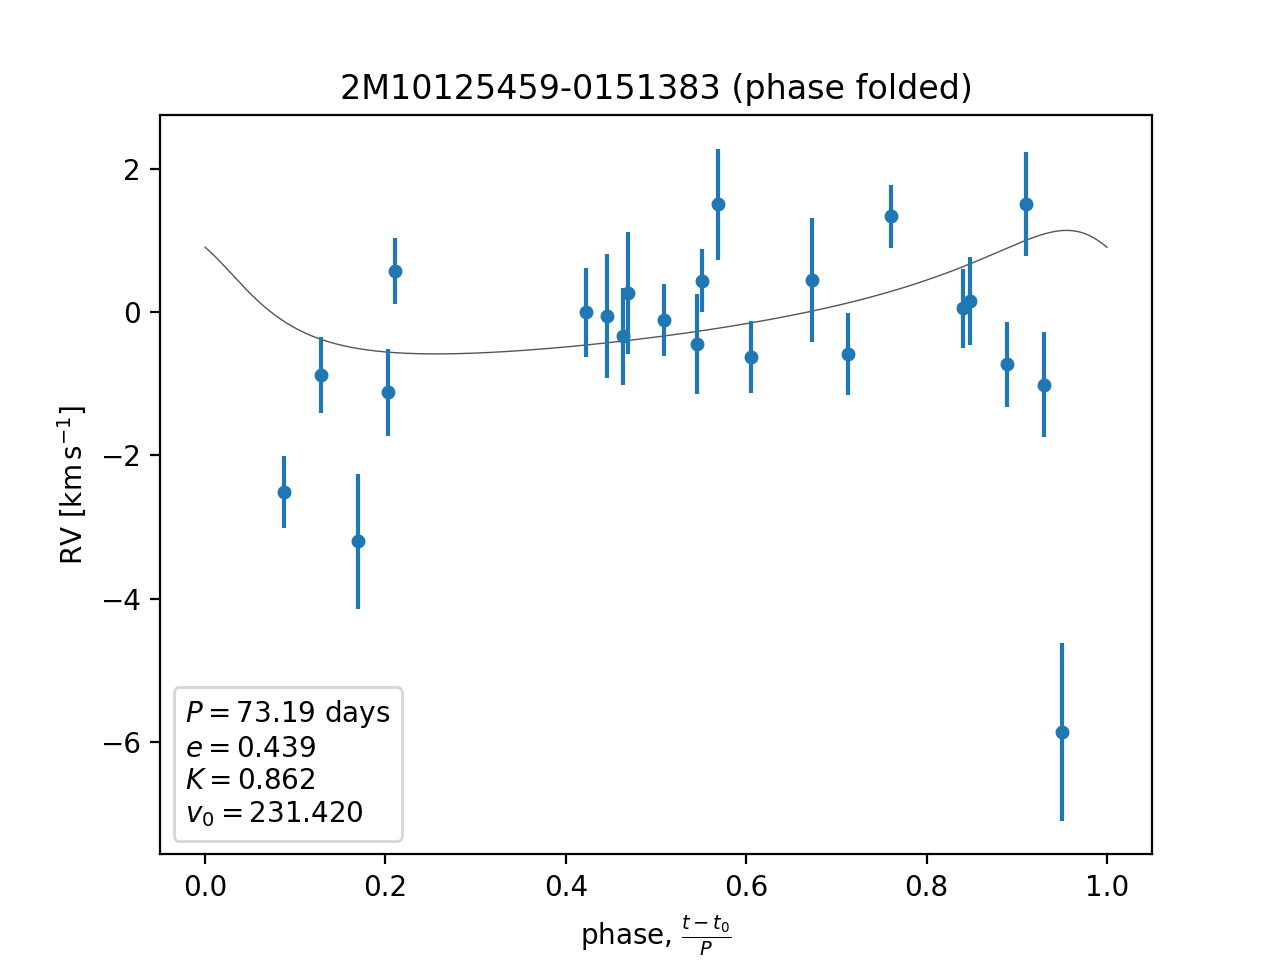 2M10125459-0151383 (phase folded)
2
0
−2
−4
−6
RV [km s⁻¹]
P = 73.19 days
e = 0.439
K = 0.862
v₀ = 231.420
0.0 0.2 0.4 0.6 0.8 1.0
phase, (t − t₀)/P